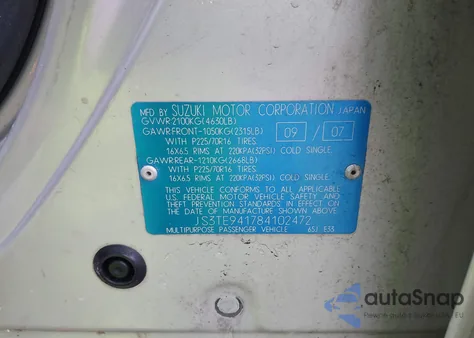 MFD BY SUZUKI MOTOR CORPORATION JAPAN
GVWR:2100KG(4630LB)
GAWR:FRONT-1050KG(2315LB) 09 / 07
WITH P225/70R16 TIRES,
16X6.5 RIMS AT 220KPA(32PSI) COLD SINGLE
GAWR:REAR-1210KG(2668LB)
WITH P225/70R16 TIRES,
16X6.5 RIMS AT 220KPA(32PSI) COLD SINGLE
THIS VEHICLE CONFORMS TO ALL APPLICABLE
U.S. FEDERAL MOTOR VEHICLE SAFETY AND
THEFT PREVENTION STANDARDS IN EFFECT ON
THE DATE OF MANUFACTURE SHOWN ABOVE.
JS3TE941784102472
MULTIPURPOSE PASSENGER VEHICLE 65J E33
autaSnap